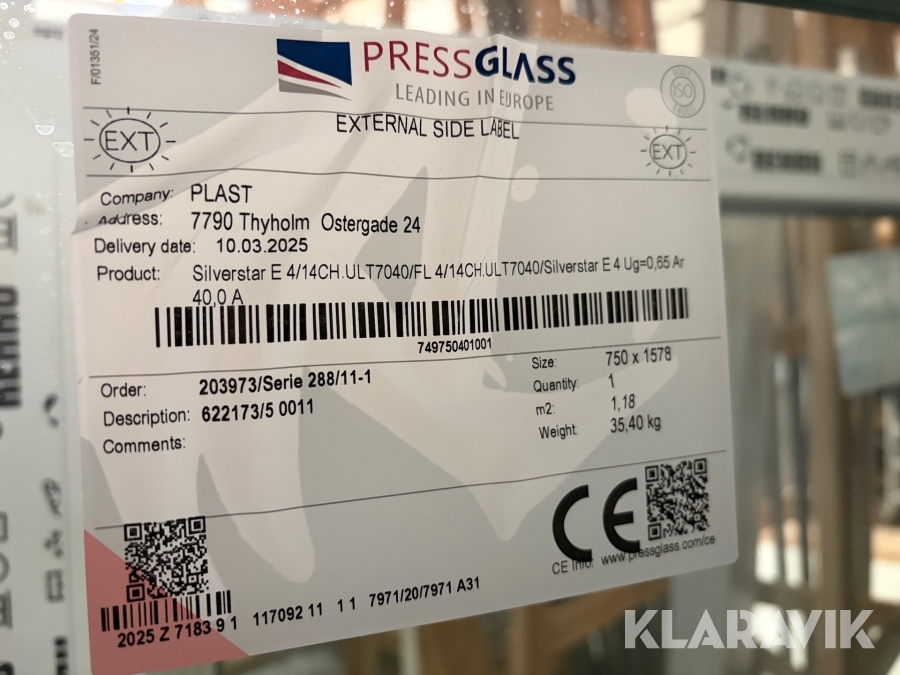 F/01351/24
PRESSGLASS
LEADING IN EUROPE
ISO
EXTERNAL SIDE LABEL
EXT
EXT
Company: PLAST
Address: 7790 Thyholm Ostergade 24
Delivery date: 10.03.2025
Product: Silverstar E 4/14CH.ULT7040/FL 4/14CH.ULT7040/Silverstar E 4 Ug=0,65 Ar
40,0 A
749750401001
Order: 203973/Serie 288/11-1
Description: 622173/5 0011
Comments:
Size: 750 x 1578
Quantity: 1
m2: 1,18
Weight: 35,40 kg
CE
CE info: www.pressglass.com/ce
2025 Z 7183 9 1 117092 11 1 1 7971/20/7971 A31
KLARAVIK